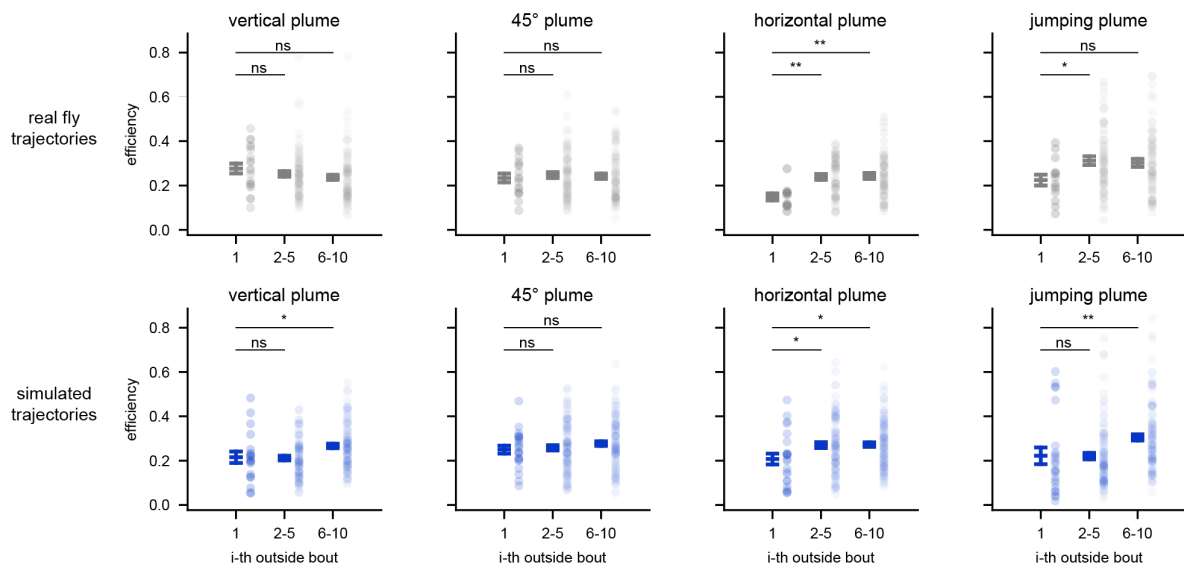 vertical plume
45° plume
horizontal plume
jumping plume
real fly
trajectories
efficiency
0.8
0.6
0.4
0.2
0.0
ns
ns
ns
ns
**
**
ns
*
1 2-5 6-10
1 2-5 6-10
1 2-5 6-10
1 2-5 6-10
vertical plume
45° plume
horizontal plume
jumping plume
simulated
trajectories
efficiency
0.8
0.6
0.4
0.2
0.0
*
ns
ns
ns
*
*
**
ns
1 2-5 6-10
1 2-5 6-10
1 2-5 6-10
1 2-5 6-10
i-th outside bout
i-th outside bout
i-th outside bout
i-th outside bout